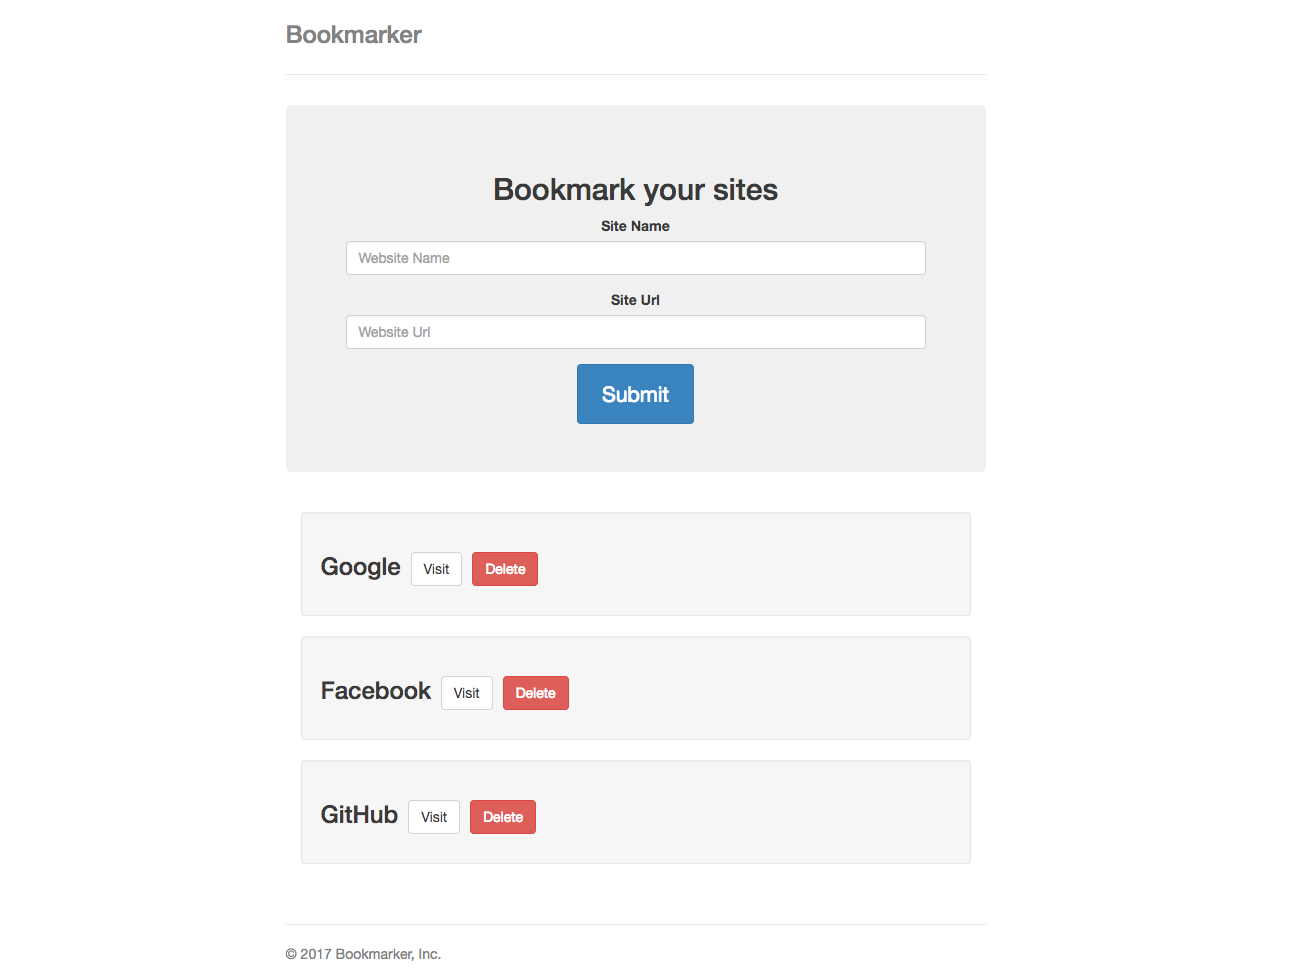 Bookmarker
Bookmark your sites
Site Name
Website Name
Site Url
Website Url
Submit
Google Visit Delete
Facebook Visit Delete
GitHub Visit Delete
© 2017 Bookmarker, Inc.